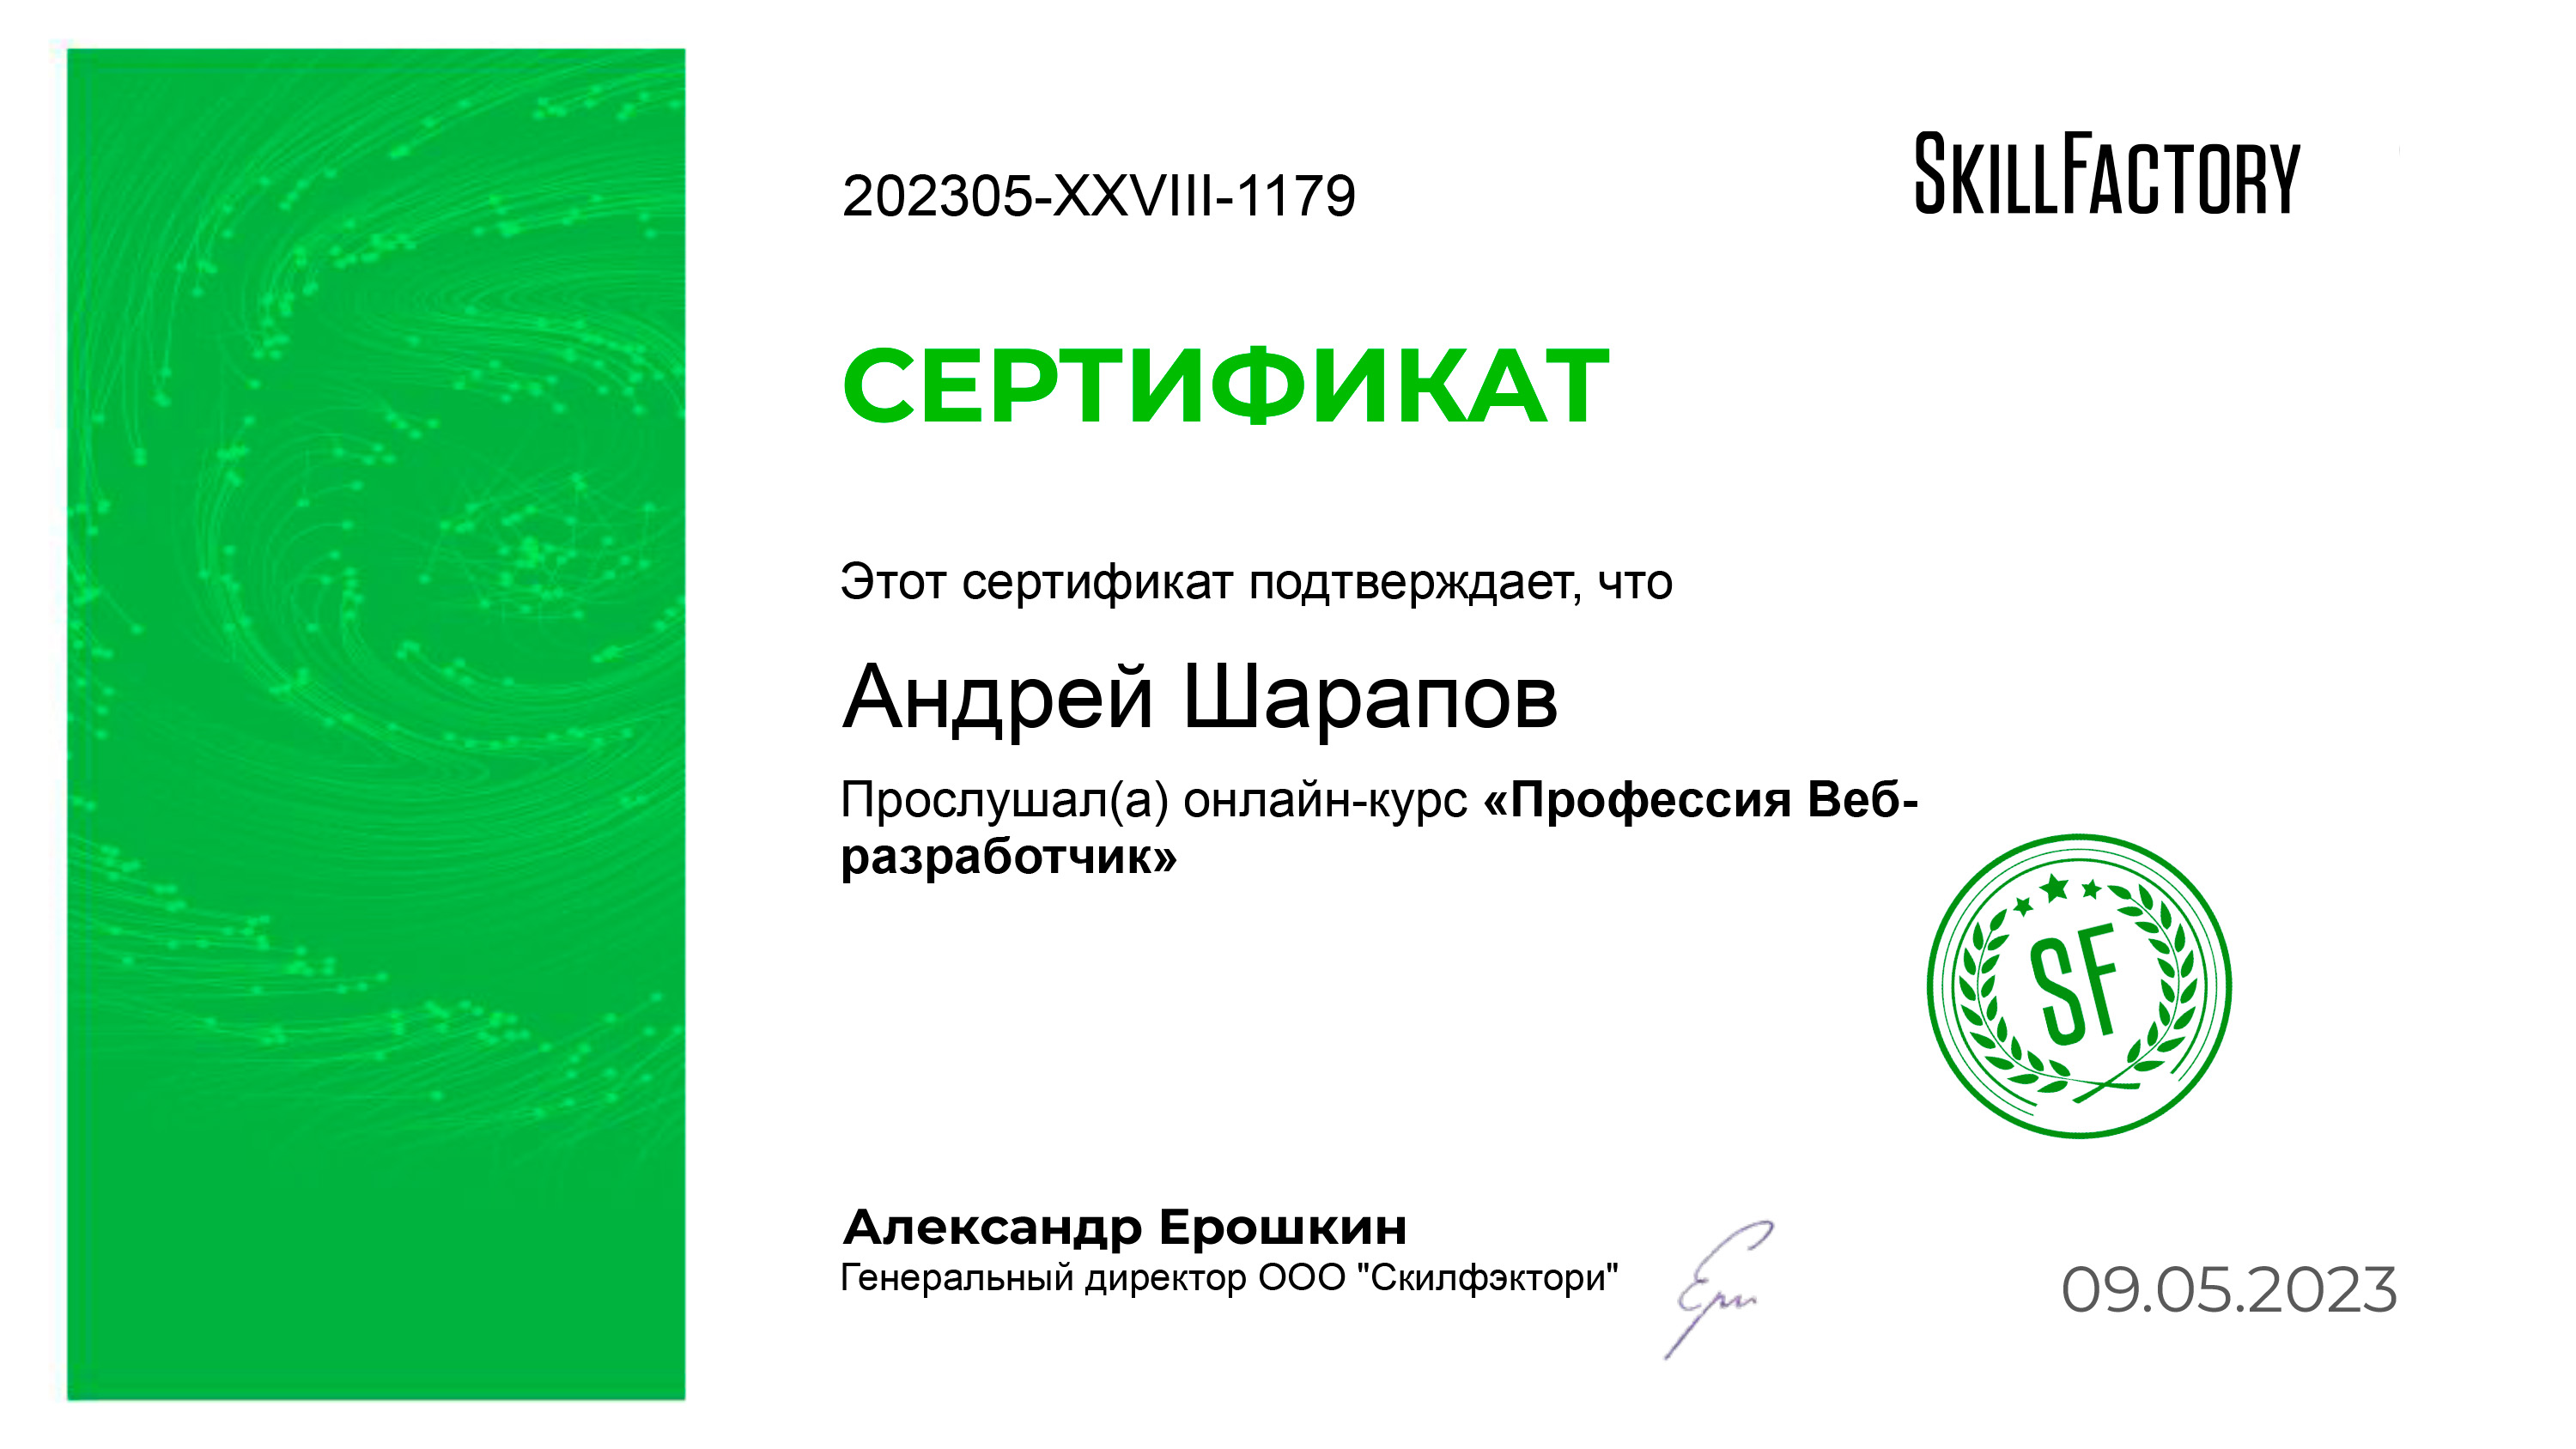 202305-XXVIII-1179
SKILLFACTORY
СЕРТИФИКАТ
Этот сертификат подтверждает, что
Андрей Шарапов
Прослушал(а) онлайн-курс «Профессия Веб-
разработчик»
SF
Александр Ерошкин
Генеральный директор ООО "Скилфэктори"
09.05.2023